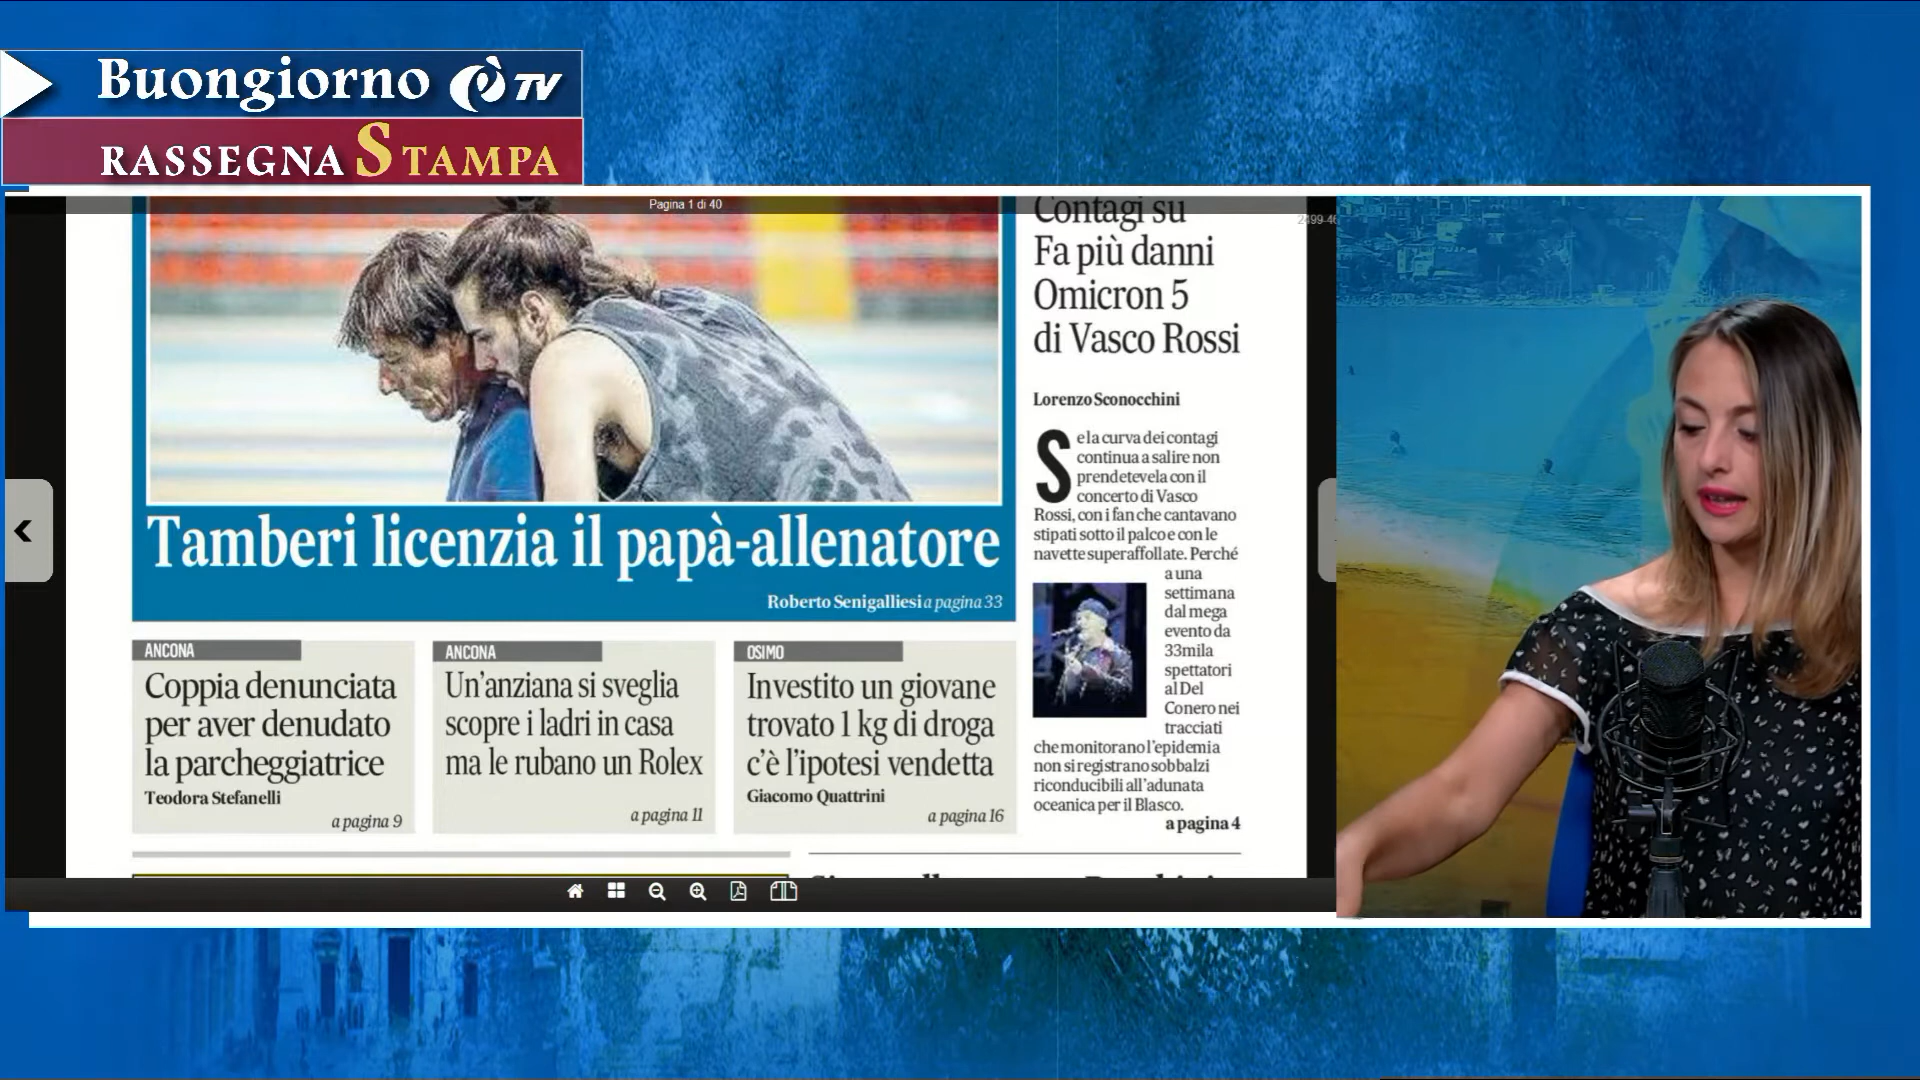 Buongiorno è TV
RASSEGNA STAMPA
Pagina 1 di 40
Tamberi licenzia il papà-allenatore
Roberto Senigalliesi a pagina 33
ANCONA
Coppia denunciata
per aver denudato
la parcheggiatrice
Teodora Stefanelli
a pagina 9
ANCONA
Un'anziana si sveglia
scopre i ladri in casa
ma le rubano un Rolex
a pagina 11
OSIMO
Investito un giovane
trovato 1 kg di droga
c'è l'ipotesi vendetta
Giacomo Quattrini
a pagina 16
Contagi su
Fa più danni
Omicron 5
di Vasco Rossi
Lorenzo Sconocchini
Se la curva dei contagi
continua a salire non
prendetevela con il
concerto di Vasco
Rossi, con i fan che cantavano
stipati sotto il palco e con le
navette superaffollate. Perché
a una
settimana
dal mega
evento da
33mila
spettatori
al Del
Conero nei
tracciati
che monitorano l'epidemia
non si registrano sobbalzi
riconducibili all'adunata
oceanica per il Blasco.
a pagina 4